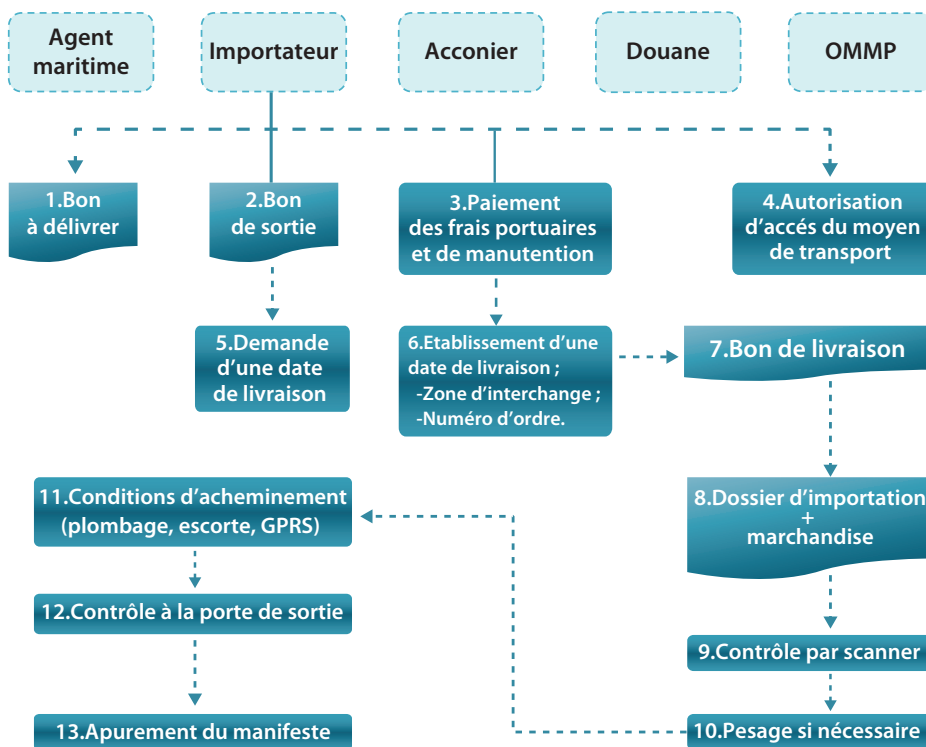 Agent
maritime
Importateur
Acconier
Douane
OMMP
1.Bon
à délivrer
2.Bon
de sortie
3.Paiement
des frais portuaires
et de manutention
4.Autorisation
d'accés du moyen
de transport
5.Demande
d'une date
de livraison
6.Etablissement d'une
date de livraison ;
-Zone d'interchange ;
-Numéro d'ordre.
7.Bon de livraison
8.Dossier d'importation
+
marchandise
11.Conditions d'acheminement
(plombage, escorte, GPRS)
12.Contrôle à la porte de sortie
9.Contrôle par scanner
13.Apurement du manifeste
10.Pesage si nécessaire